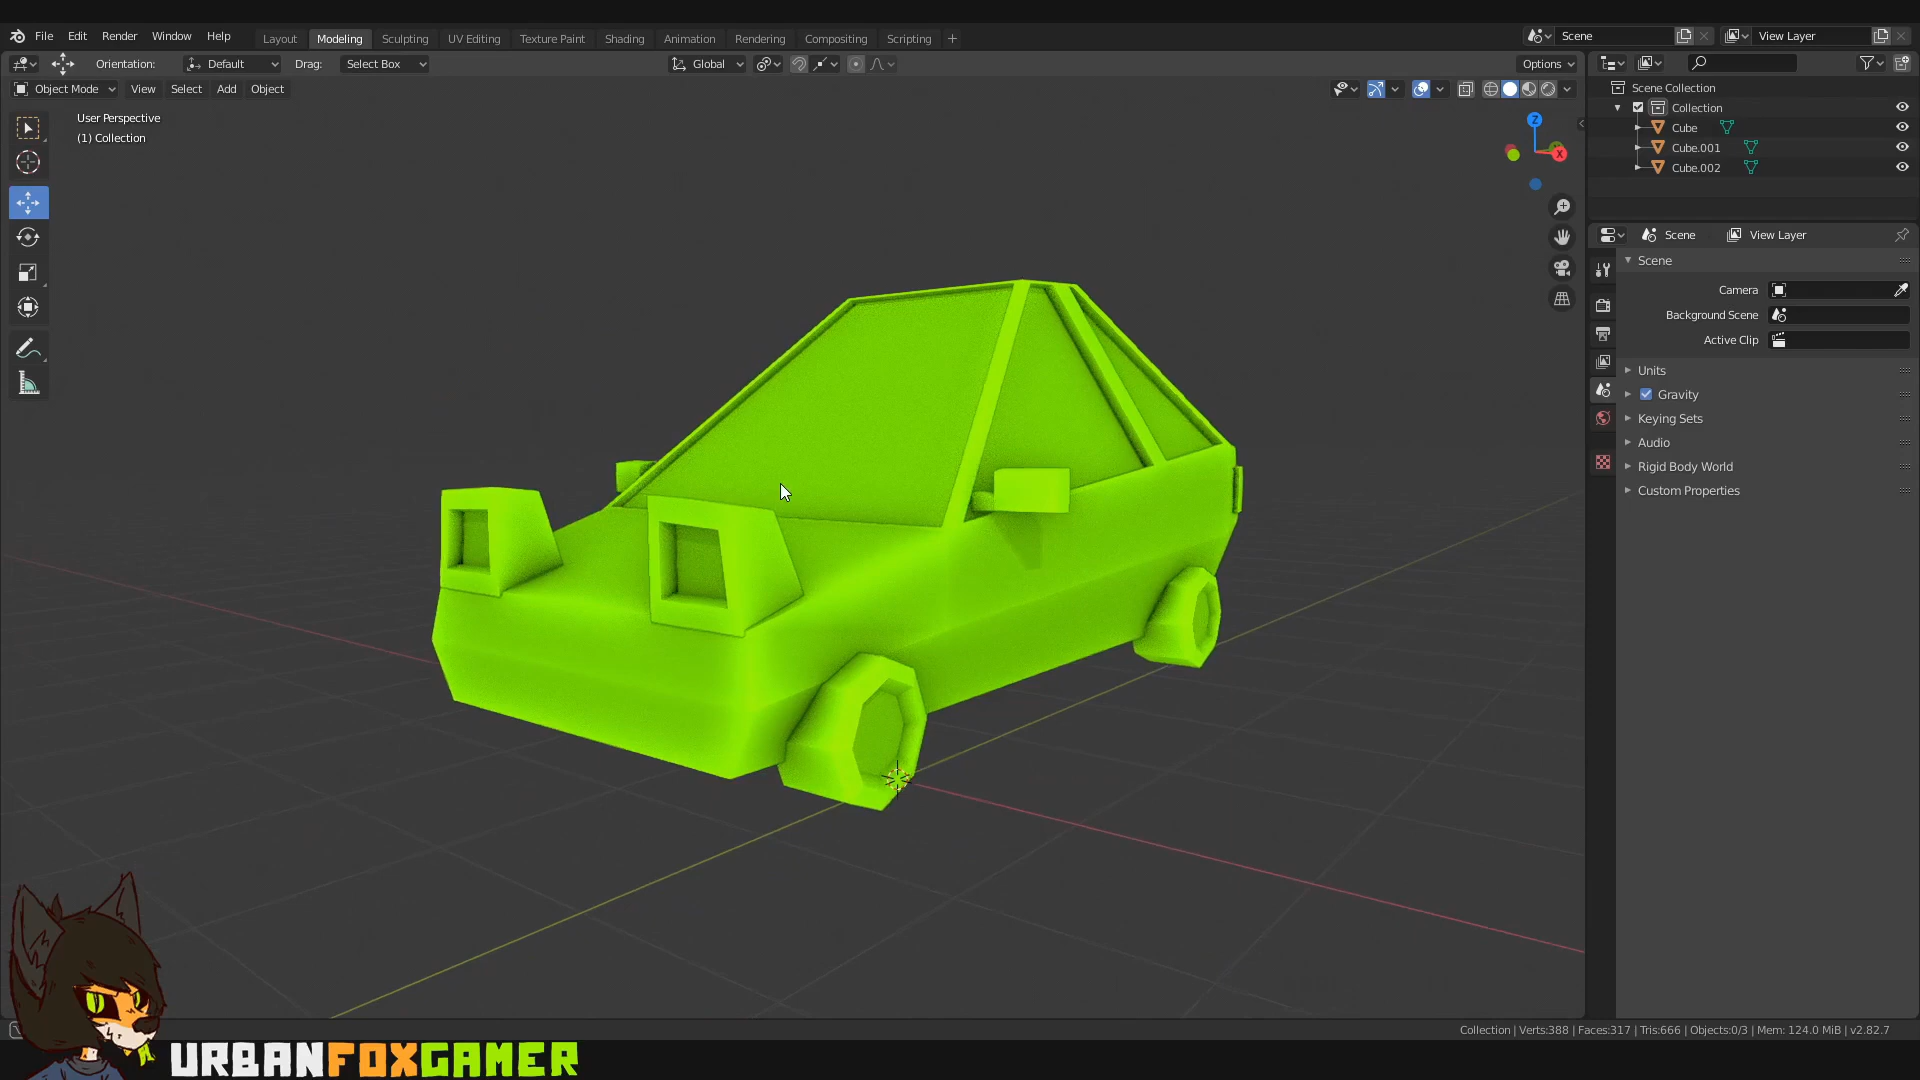 File Edit Render Window Help Layout Modeling Sculpting UV Editing Texture Paint Shading Animation Rendering Compositing Scripting + Scene View Layer
Orientation: Default Drag: Select Box Global Options
Object Mode View Select Add Object
User Perspective
(1) Collection
Z
X
Scene Collection
Collection
Cube
Cube.001
Cube.002
Scene View Layer
Scene
Camera
Background Scene
Active Clip
Units
Gravity
Keying Sets
Audio
Rigid Body World
Custom Properties
Collection | Verts:388 | Faces:317 | Tris:666 | Objects:0/3 | Mem: 124.0 MiB | v2.82.7
URBANFOXGAMER